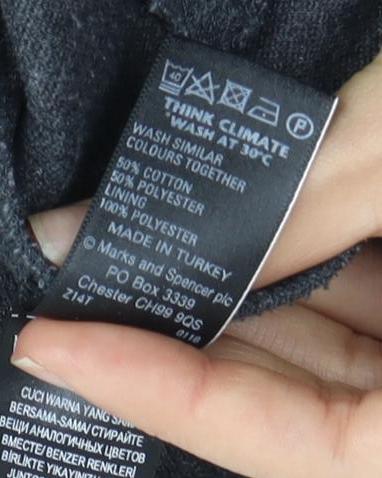 40
P
THINK CLIMATE
*WASH AT 30°C
WASH SIMILAR
COLOURS TOGETHER
50% COTTON
50% POLYESTER
LINING
100% POLYESTER
MADE IN TURKEY
© Marks and Spencer plc
PO Box 3339
Chester CH99 9QS
Z14T
0118
CUCI WARNA YANG
BERSAMA-SAMA/ СТИРАЙТЕ
ВЕЩИ АНАЛОГИЧНЫХ ЦВЕТОВ
ВМЕСТЕ/ BENZER RENKLERI
BİRLİKTE YIKAYINIZ